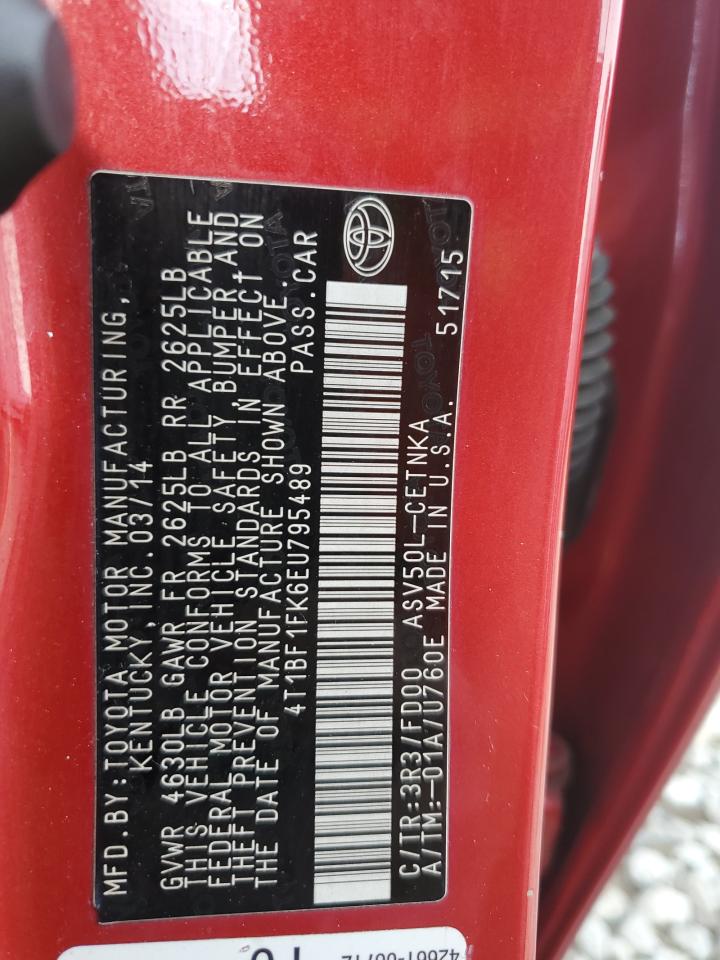 MFD.BY:TOYOTA MOTOR MANUFACTURING,
KENTUCKY,INC.03/14
GVWR 4630LB GAWR FR 2625LB RR 2625LB
THIS VEHICLE CONFORMS TO ALL APPLICABLE
FEDERAL MOTOR VEHICLE SAFETY, BUMPER AND
THEFT PREVENTION STANDARDS IN EFFECT ON
THE DATE OF MANUFACTURE SHOWN ABOVE.
4T1BF1FK6EU795489 PASS.CAR
C/TR:3R3/FD00 ASV50L-CETNKA
A/TM:-01A/U760E MADE IN U.S.A. 51715